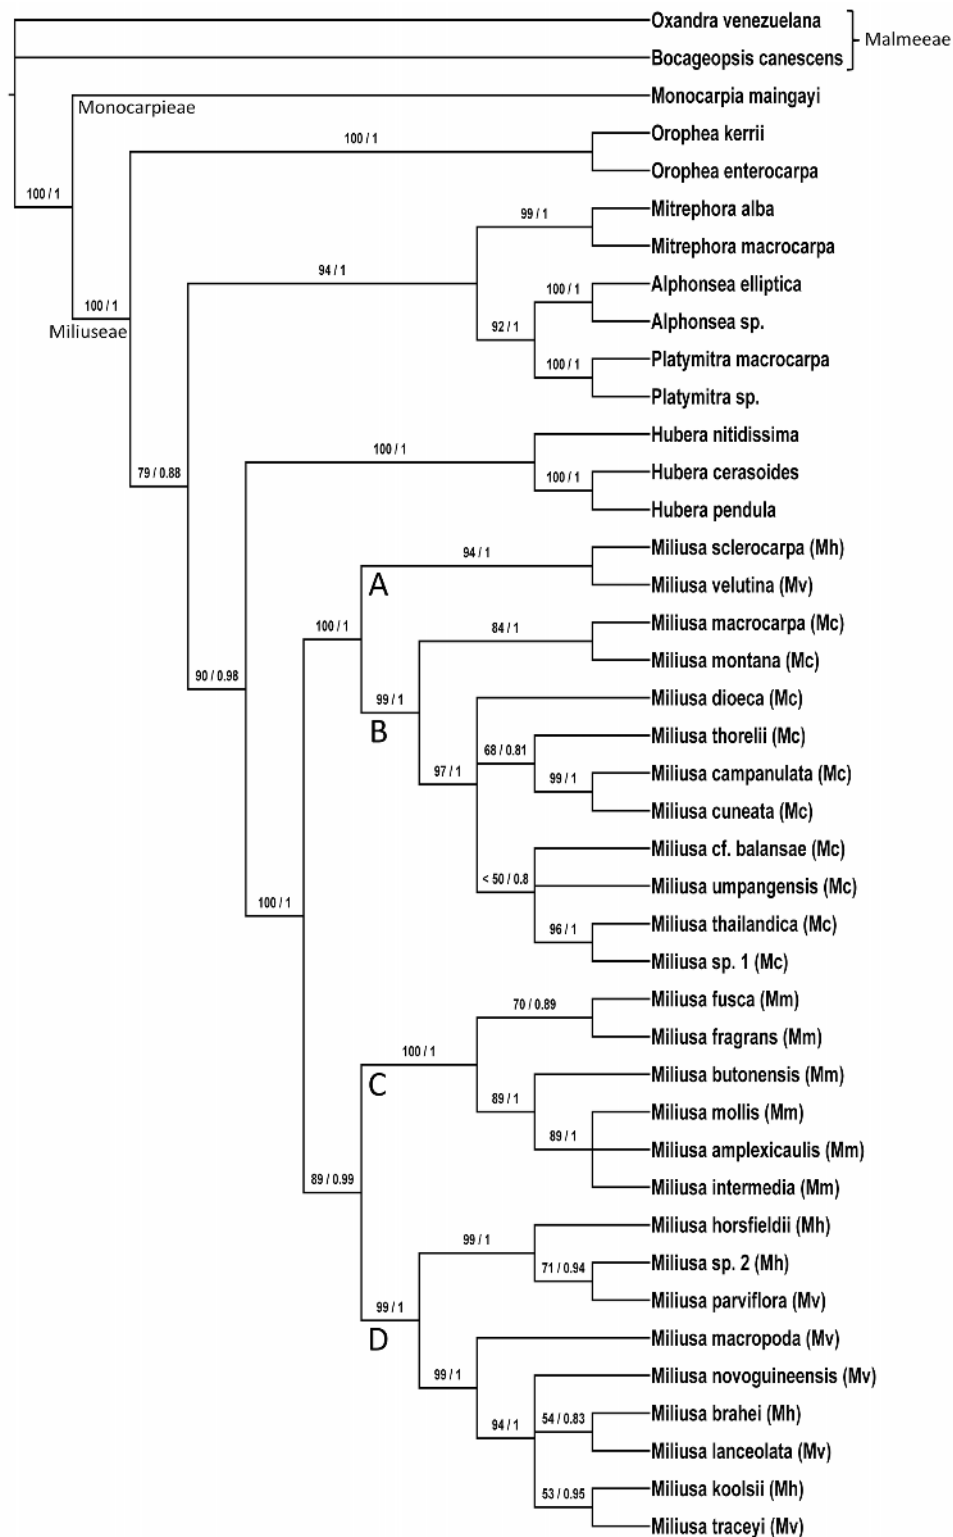 Oxandra venezuelana
Malmeeae
Bocageopsis canescens
Monocarpia maingayi
Monocarpieae
Orophea kerrii
100 / 1
Orophea enterocarpa
100 / 1
Mitrephora alba
99 / 1
Mitrephora macrocarpa
94 / 1
Alphonsea elliptica
100 / 1
100 / 1
Alphonsea sp.
Miliuseae
92 / 1
Platymitra macrocarpa
100 / 1
Platymitra sp.
Hubera nitidissima
100 / 1
79 / 0.88
Hubera cerasoides
100 / 1
Hubera pendula
Miliusa sclerocarpa (Mh)
94 / 1
A
Miliusa velutina (Mv)
Miliusa macrocarpa (Mc)
100 / 1
84 / 1
Miliusa montana (Mc)
90 / 0.98
Miliusa dioeca (Mc)
99 / 1
B
Miliusa thorelii (Mc)
68 / 0.81
97 / 1
Miliusa campanulata (Mc)
99 / 1
Miliusa cuneata (Mc)
Miliusa cf. balansae (Mc)
< 50 / 0.8
Miliusa umpangensis (Mc)
100 / 1
Miliusa thailandica (Mc)
96 / 1
Miliusa sp. 1 (Mc)
Miliusa fusca (Mm)
70 / 0.89
Miliusa fragrans (Mm)
100 / 1
C
Miliusa butonensis (Mm)
89 / 1
Miliusa mollis (Mm)
89 / 1
Miliusa amplexicaulis (Mm)
89 / 0.99
Miliusa intermedia (Mm)
Miliusa horsfieldii (Mh)
99 / 1
Miliusa sp. 2 (Mh)
71 / 0.94
Miliusa parviflora (Mv)
99 / 1
D
Miliusa macropoda (Mv)
99 / 1
Miliusa novoguineensis (Mv)
Miliusa brahei (Mh)
94 / 1
54 / 0.83
Miliusa lanceolata (Mv)
Miliusa koolsii (Mh)
53 / 0.95
Miliusa traceyi (Mv)